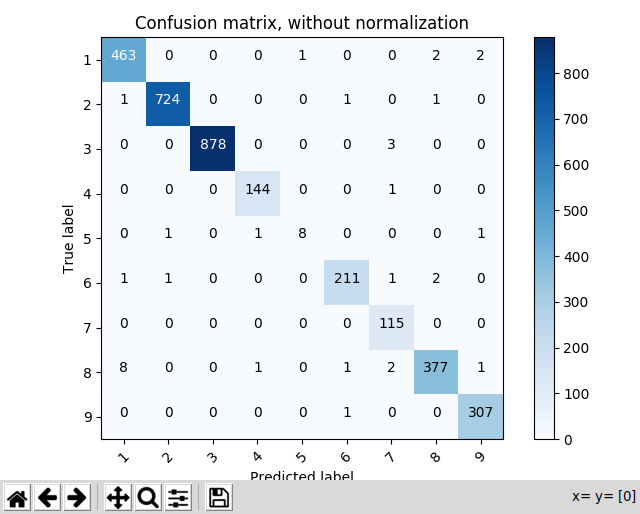 Confusion matrix, without normalization
1 463 0 0 0 1 0 0 2 2
2 1 724 0 0 0 1 0 1 0
3 0 0 878 0 0 0 3 0 0
4 0 0 0 144 0 0 1 0 0
5 0 1 0 1 8 0 0 0 1
6 1 1 0 0 0 211 1 2 0
7 0 0 0 0 0 0 115 0 0
8 8 0 0 1 0 1 2 377 1
9 0 0 0 0 0 1 0 0 307
1 2 3 4 5 6 7 8 9
True label
Predicted label
800
700
600
500
400
300
200
100
0
x= y= [0]